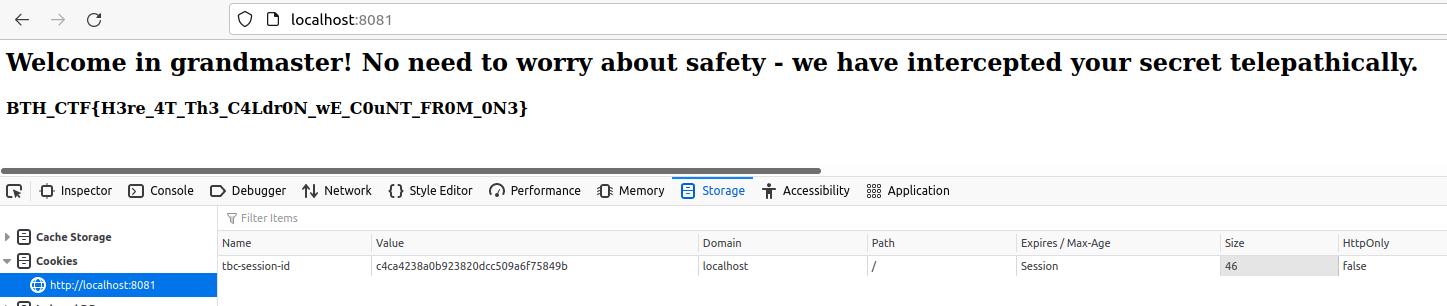 localhost:8081
Welcome in grandmaster! No need to worry about safety - we have intercepted your secret telepathically.
BTH_CTF{H3re_4T_Th3_C4Ldr0N_wE_C0uNT_FR0M_0N3}
Inspector Console Debugger Network Style Editor Performance Memory Storage Accessibility Application
Filter Items
Cache Storage
Cookies
http://localhost:8081
Name Value Domain Path Expires / Max-Age Size HttpOnly
tbc-session-id c4ca4238a0b923820dcc509a6f75849b localhost / Session 46 false